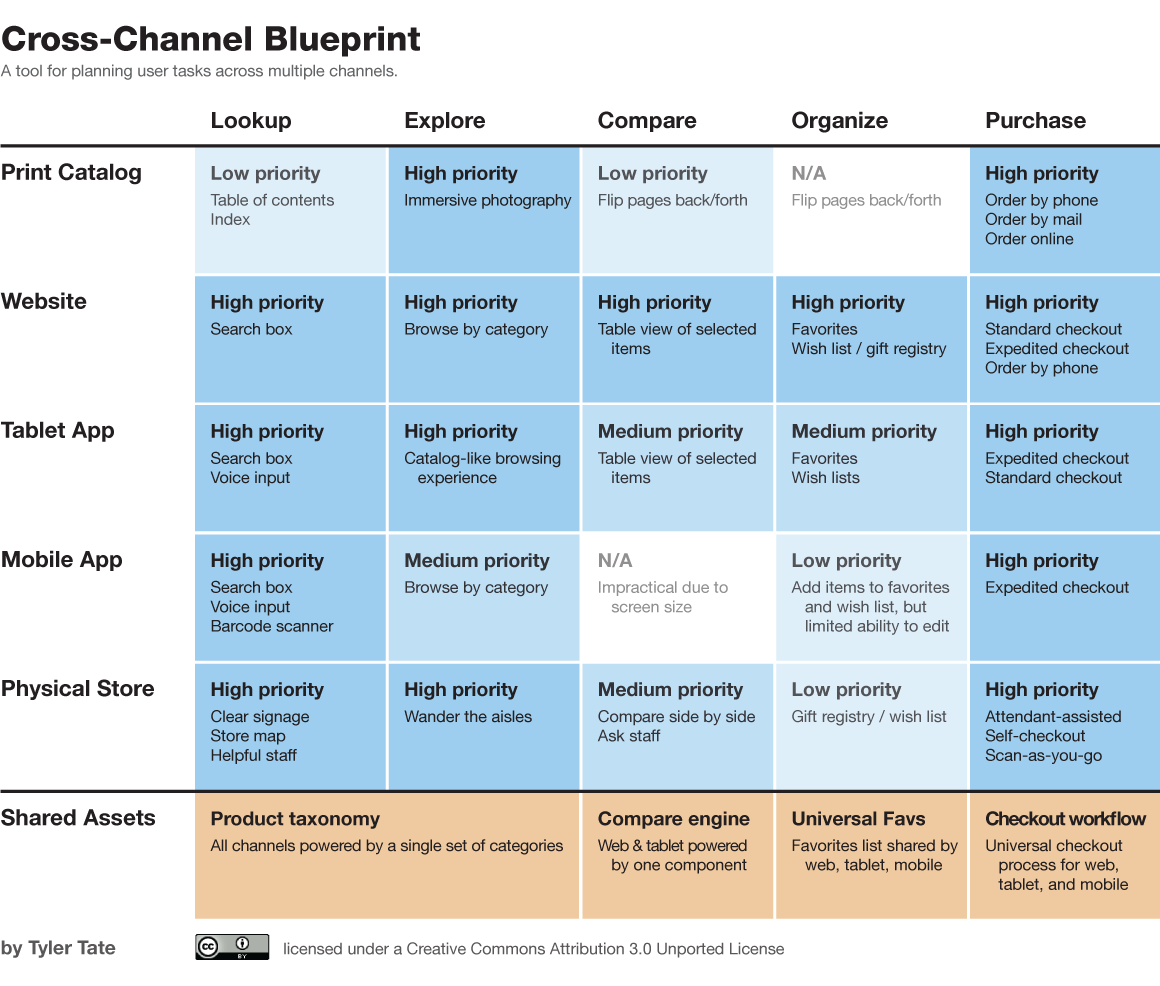 Cross-Channel Blueprint
A tool for planning user tasks across multiple channels.
Lookup
Explore
Compare
Organize
Purchase
Print Catalog
Low priority
Table of contents
Index
High priority
Immersive photography
Low priority
Flip pages back/forth
N/A
Flip pages back/forth
High priority
Order by phone
Order by mail
Order online
Website
High priority
Search box
High priority
Browse by category
High priority
Table view of selected
items
High priority
Favorites
Wish list / gift registry
High priority
Standard checkout
Expedited checkout
Order by phone
Tablet App
High priority
Search box
Voice input
High priority
Catalog-like browsing
experience
Medium priority
Table view of selected
items
Medium priority
Favorites
Wish lists
High priority
Expedited checkout
Standard checkout
Mobile App
High priority
Search box
Voice input
Barcode scanner
Medium priority
Browse by category
N/A
Impractical due to
screen size
Low priority
Add items to favorites
and wish list, but
limited ability to edit
High priority
Expedited checkout
Physical Store
High priority
Clear signage
Store map
Helpful staff
High priority
Wander the aisles
Medium priority
Compare side by side
Ask staff
Low priority
Gift registry / wish list
High priority
Attendant-assisted
Self-checkout
Scan-as-you-go
Shared Assets
Product taxonomy
All channels powered by a single set of categories
Compare engine
Web & tablet powered
by one component
Universal Favs
Favorites list shared by
web, tablet, mobile
Checkout workflow
Universal checkout
process for web,
tablet, and mobile
by Tyler Tate
cc
BY
licensed under a Creative Commons Attribution 3.0 Unported License